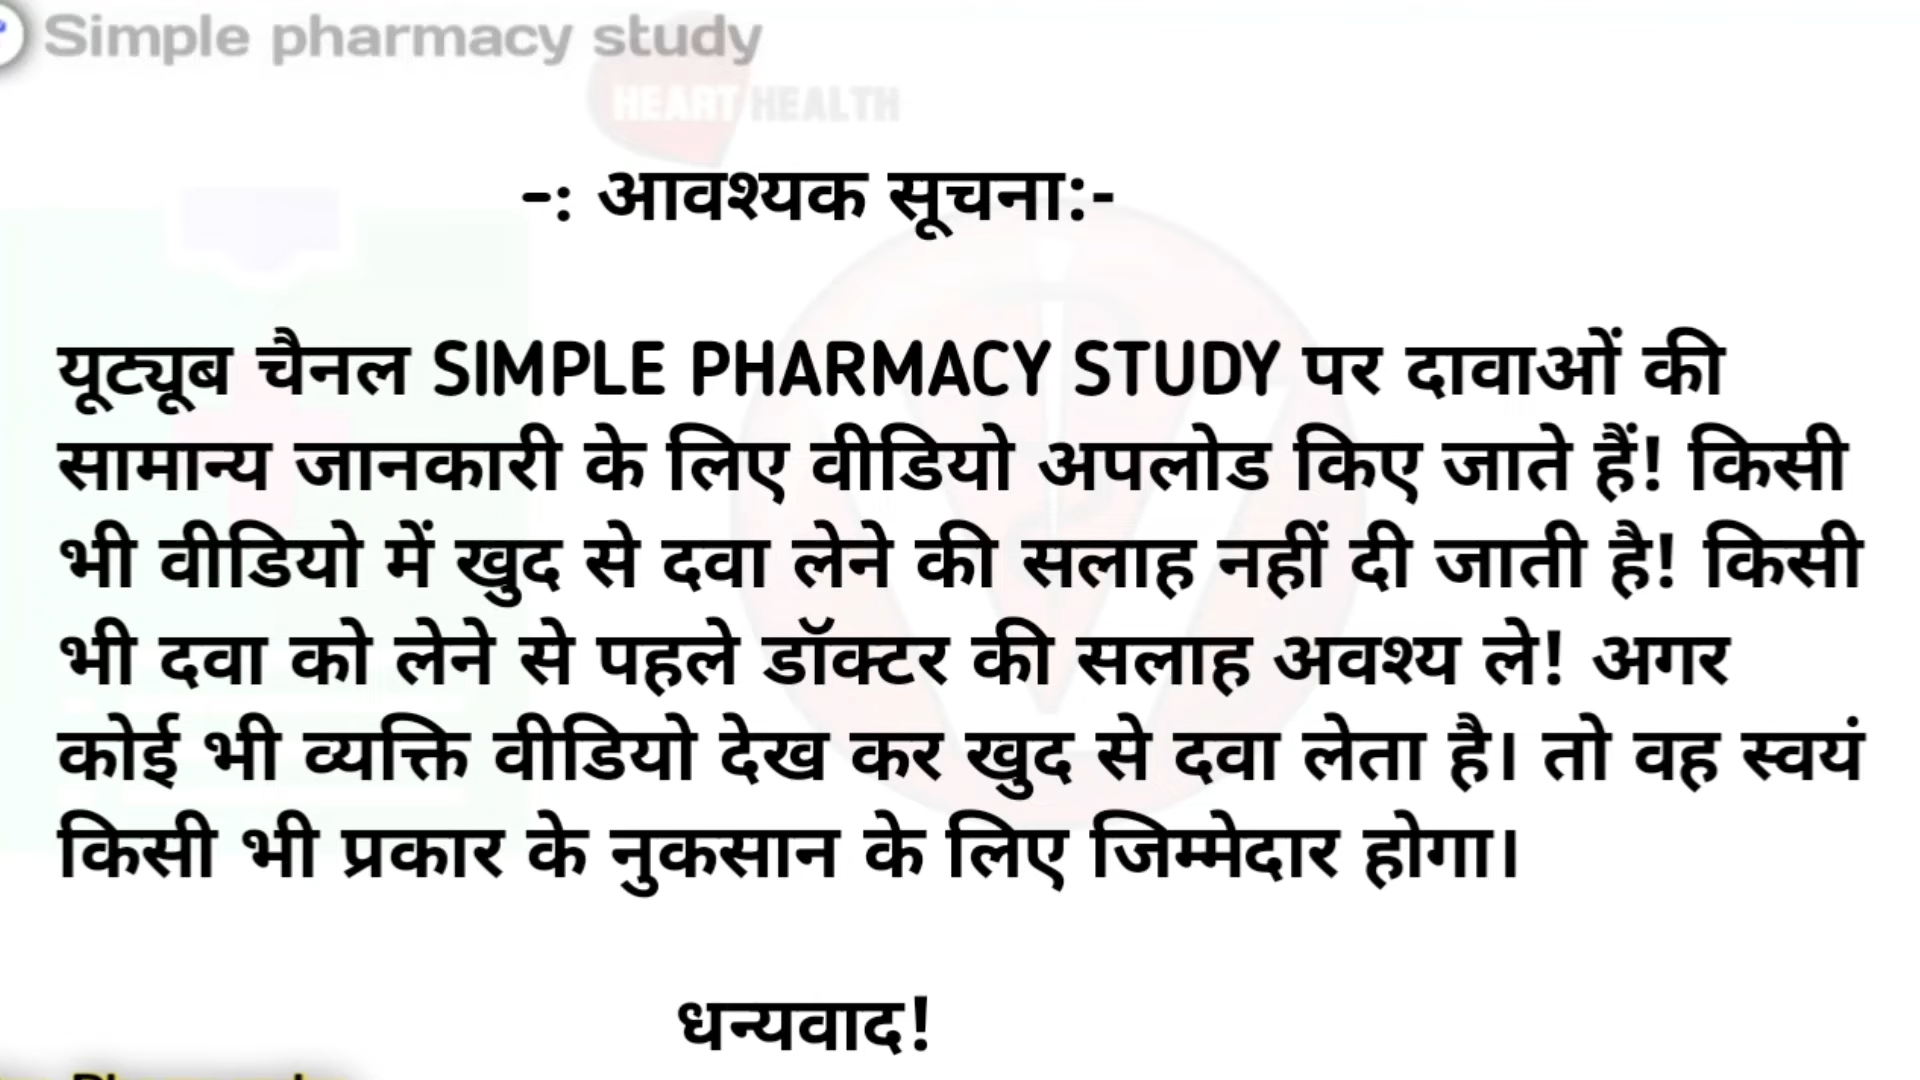 Simple pharmacy study
HEART HEALTH
-: आवश्यक सूचना:-
यूट्यूब चैनल SIMPLE PHARMACY STUDY पर दावाओं की
सामान्य जानकारी के लिए वीडियो अपलोड किए जाते हैं! किसी
भी वीडियो में खुद से दवा लेने की सलाह नहीं दी जाती है! किसी
भी दवा को लेने से पहले डॉक्टर की सलाह अवश्य ले! अगर
कोई भी व्यक्ति वीडियो देख कर खुद से दवा लेता है। तो वह स्वयं
किसी भी प्रकार के नुकसान के लिए जिम्मेदार होगा।
धन्यवाद!